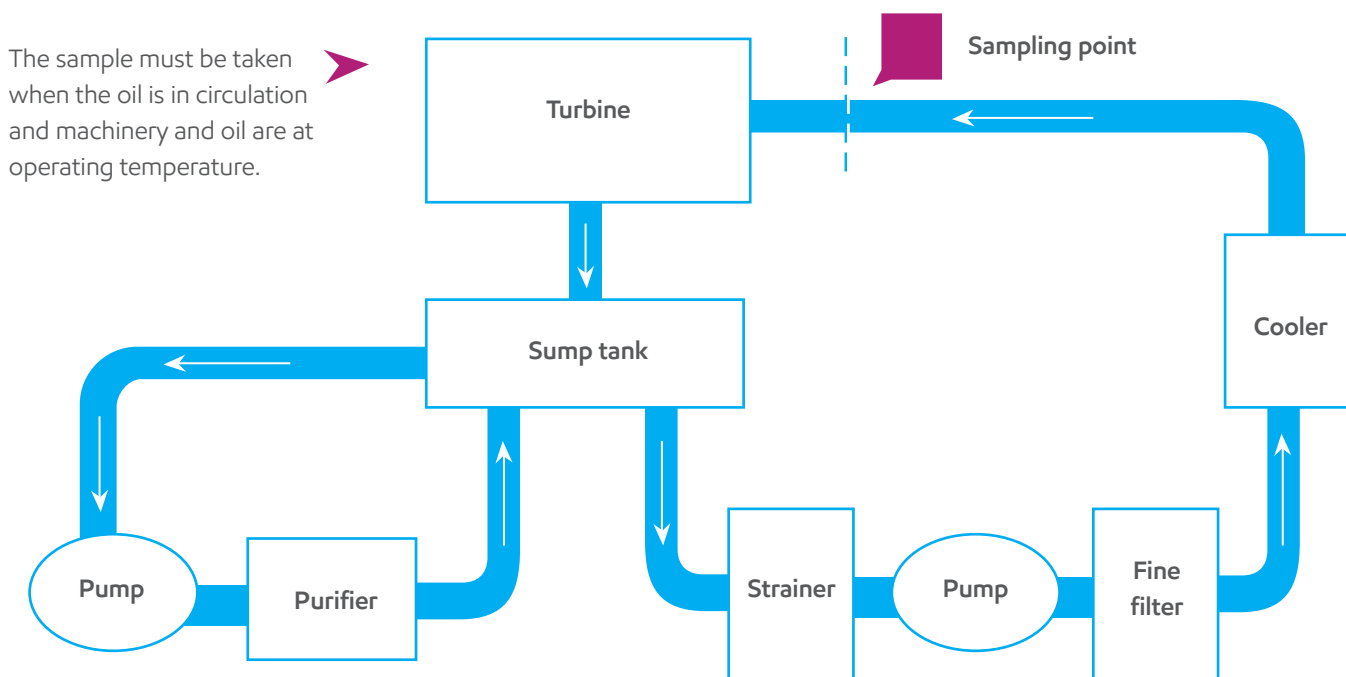 The sample must be taken
when the oil is in circulation
and machinery and oil are at
operating temperature.
Turbine
Sampling point
Sump tank
Cooler
Pump
Purifier
Strainer
Pump
Fine
filter